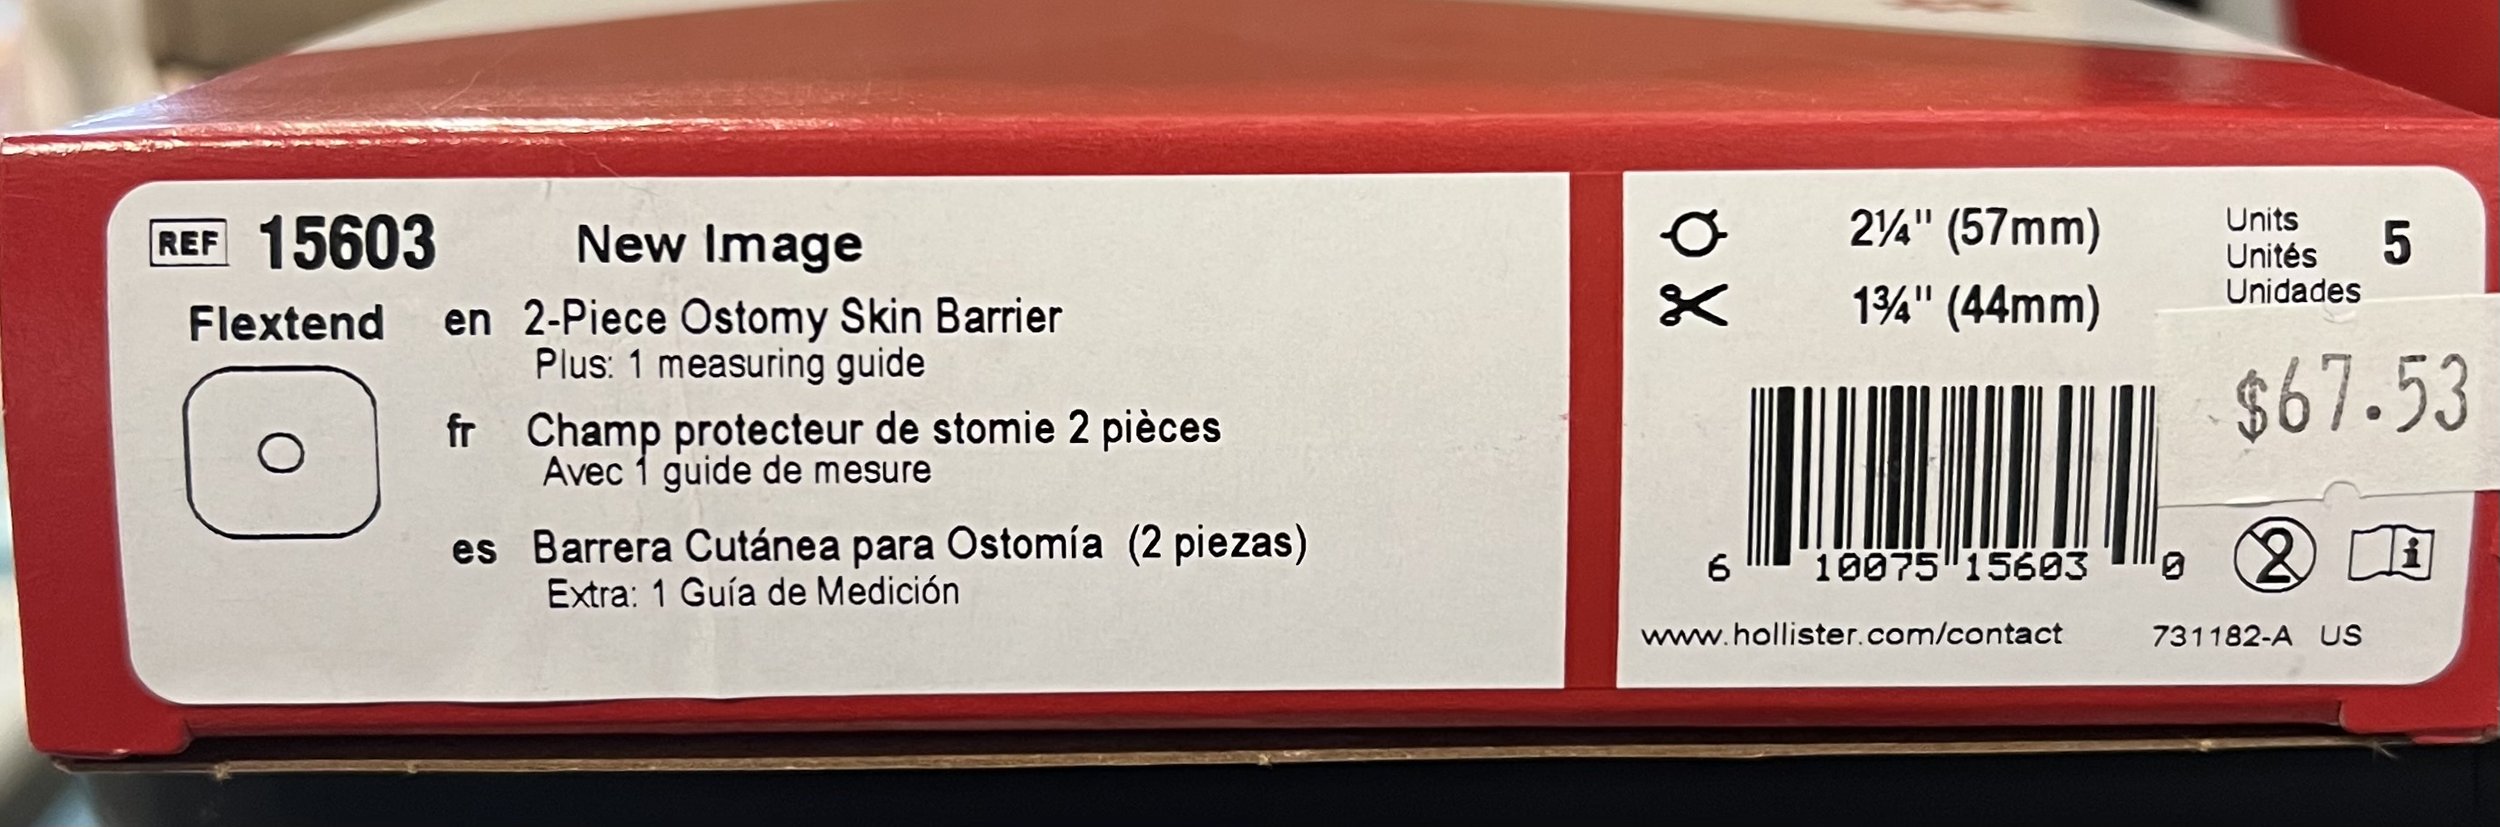 REF 15603 New Image
Flextend
en 2-Piece Ostomy Skin Barrier
Plus: 1 measuring guide
fr Champ protecteur de stomie 2 pièces
Avec 1 guide de mesure
es Barrera Cutánea para Ostomía (2 piezas)
Extra: 1 Guía de Medición
2¼" (57mm)
1¾" (44mm)
Units
Unités
Unidades
5
$67.53
6 10075 15603 0
2
i
www.hollister.com/contact 731182-A US